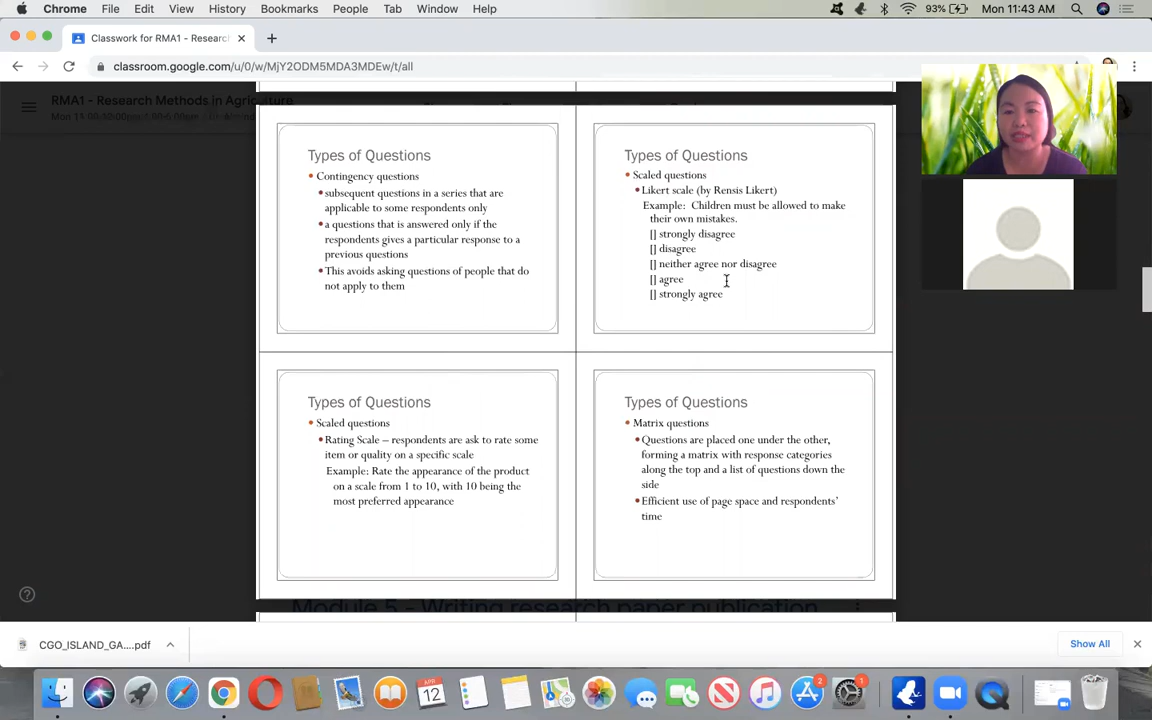 Chrome File Edit View History Bookmarks People Tab Window Help
93% Mon 11:43 AM
Classwork for RMA1 - Research
classroom.google.com/u/0/w/MjY2ODM5MDA3MDEw/t/all
RMA1 - Research Methods in Agriculture
Types of Questions
Contingency questions
subsequent questions in a series that are
applicable to some respondents only
a questions that is answered only if the
respondents gives a particular response to a
previous questions
This avoids asking questions of people that do
not apply to them
Types of Questions
Scaled questions
Likert scale (by Rensis Likert)
Example: Children must be allowed to make
their own mistakes.
[] strongly disagree
[] disagree
[] neither agree nor disagree
[] agree
[] strongly agree
Types of Questions
Scaled questions
Rating Scale – respondents are ask to rate some
item or quality on a specific scale
Example: Rate the appearance of the product
on a scale from 1 to 10, with 10 being the
most preferred appearance
Types of Questions
Matrix questions
Questions are placed one under the other,
forming a matrix with response categories
along the top and a list of questions down the
side
Efficient use of page space and respondents'
time
Module 5 - Writing research paper publication
CGO_ISLAND_GA....pdf
Show All
APR
12
2
1